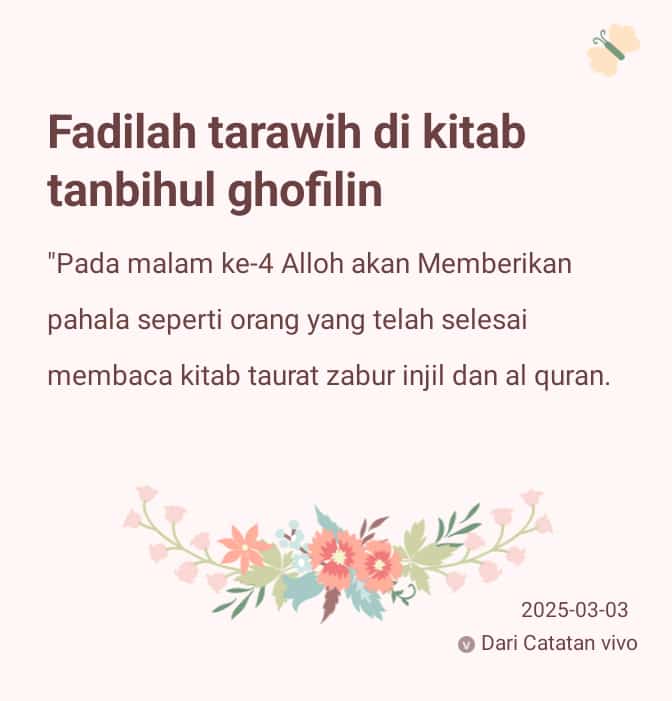 Fadilah tarawih di kitab
tanbihul ghofilin
"Pada malam ke-4 Alloh akan Memberikan
pahala seperti orang yang telah selesai
membaca kitab taurat zabur injil dan al quran.
2025-03-03
v Dari Catatan vivo